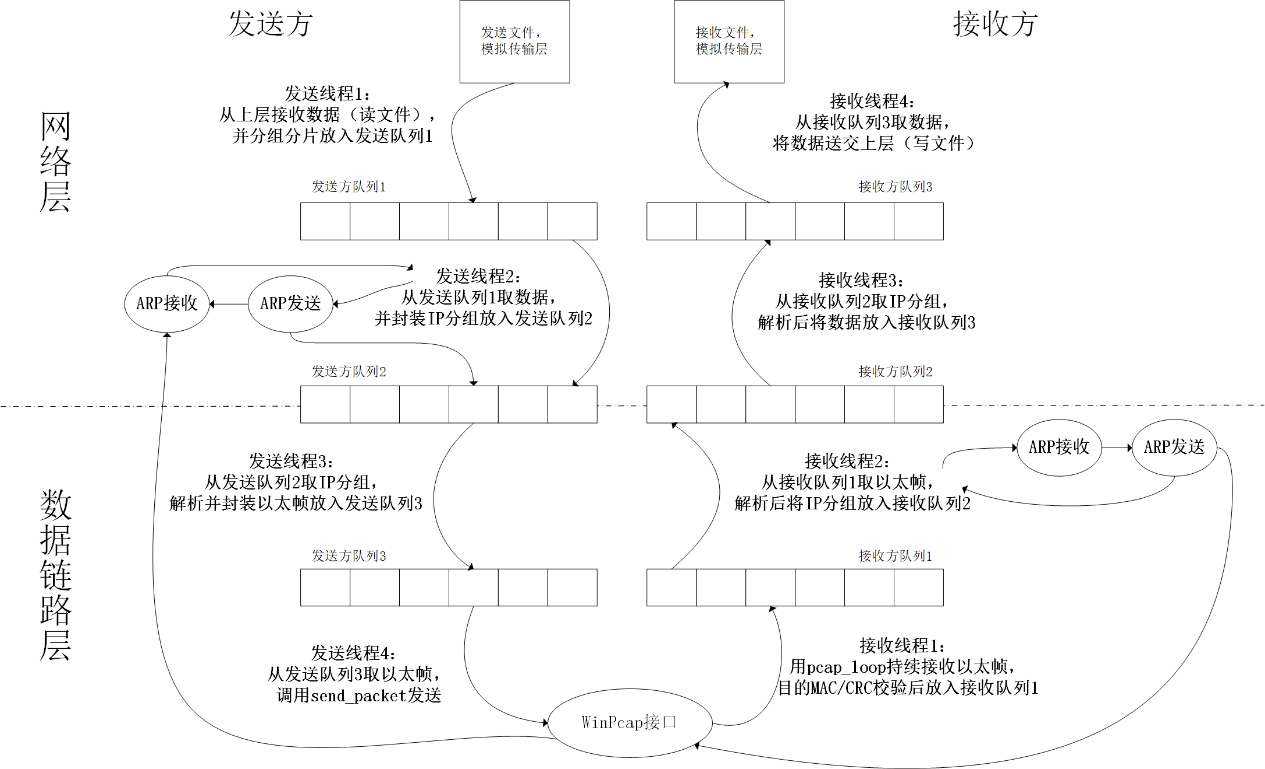 发送方
发送文件，
模拟传输层
接收文件，
模拟传输层
接收方
网络层
发送线程1：
从上层接收数据（读文件），
并分组分片放入发送队列1
接收线程4：
从接收队列3取数据，
将数据送交上层（写文件）
发送方队列1
接收方队列3
ARP接收
ARP发送
发送线程2：
从发送队列1取数据，
并封装IP分组放入发送队列2
接收线程3：
从接收队列2取IP分组，
解析后将数据放入接收队列3
发送方队列2
接收方队列2
数据链路层
发送线程3：
从发送队列2取IP分组，
解析并封装以太帧放入发送队列3
接收线程2：
从接收队列1取以太帧，
解析后将IP分组放入接收队列2
ARP接收
ARP发送
发送方队列3
接收方队列1
发送线程4：
从发送队列3取以太帧，
调用send_packet发送
接收线程1：
用pcap_loop持续接收以太帧，
目的MAC/CRC校验后放入接收队列1
WinPcap接口